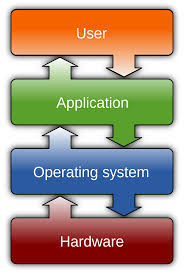 User
Application
Operating system
Hardware